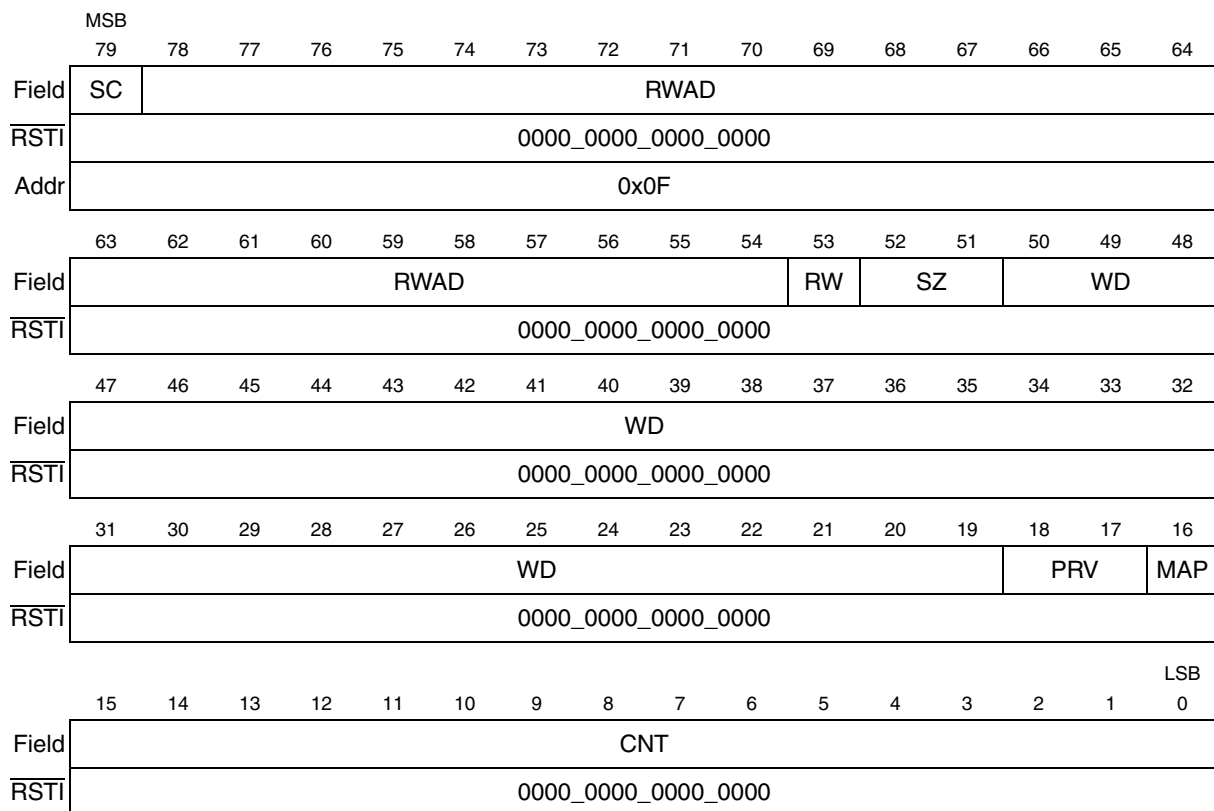 MSB
79 78 77 76 75 74 73 72 71 70 69 68 67 66 65 64
Field SC RWAD
RSTI 0000_0000_0000_0000
Addr 0x0F
63 62 61 60 59 58 57 56 55 54 53 52 51 50 49 48
Field RWAD RW SZ WD
RSTI 0000_0000_0000_0000
47 46 45 44 43 42 41 40 39 38 37 36 35 34 33 32
Field WD
RSTI 0000_0000_0000_0000
31 30 29 28 27 26 25 24 23 22 21 20 19 18 17 16
Field WD PRV MAP
RSTI 0000_0000_0000_0000
LSB
15 14 13 12 11 10 9 8 7 6 5 4 3 2 1 0
Field CNT
RSTI 0000_0000_0000_0000